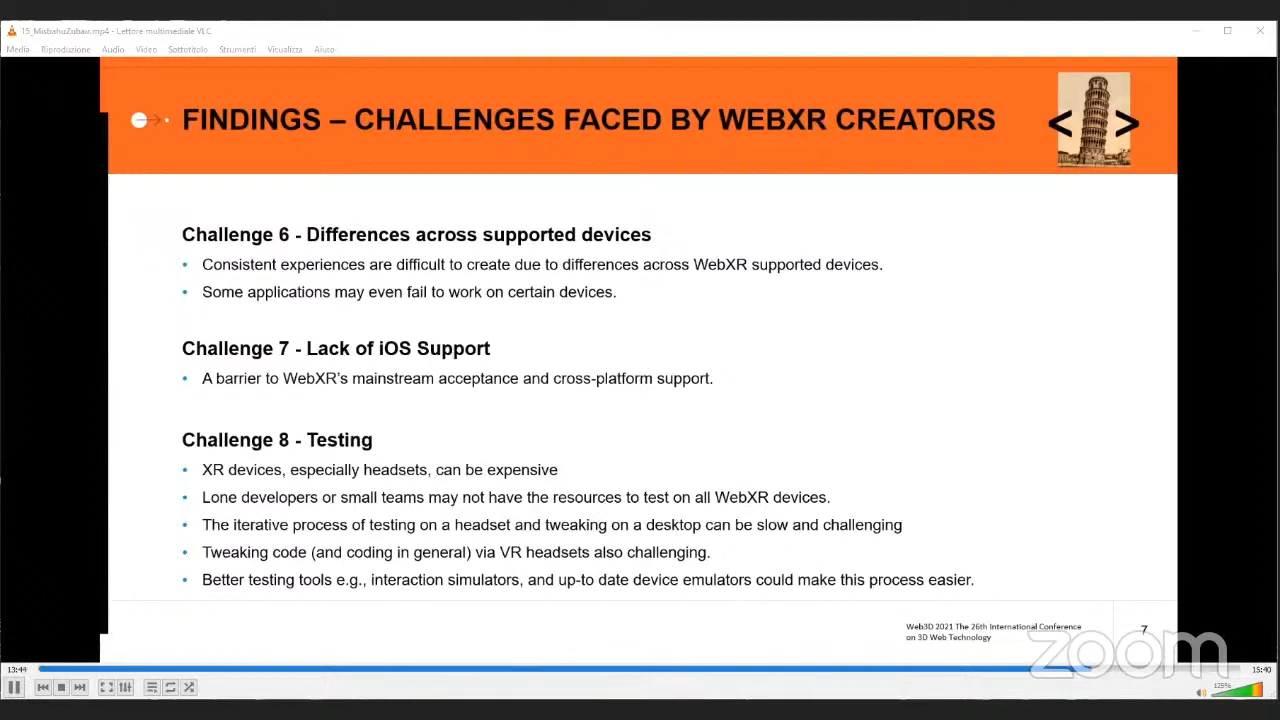 15_MisbahuZubair.mp4 - Lettore multimediale VLC
Media Riproduzione Audio Video Sottotitolo Strumenti Visualizza Aiuto
FINDINGS – CHALLENGES FACED BY WEBXR CREATORS
< >
Challenge 6 - Differences across supported devices
• Consistent experiences are difficult to create due to differences across WebXR supported devices.
• Some applications may even fail to work on certain devices.
Challenge 7 - Lack of iOS Support
• A barrier to WebXR's mainstream acceptance and cross-platform support.
Challenge 8 - Testing
• XR devices, especially headsets, can be expensive
• Lone developers or small teams may not have the resources to test on all WebXR devices.
• The iterative process of testing on a headset and tweaking on a desktop can be slow and challenging
• Tweaking code (and coding in general) via VR headsets also challenging.
• Better testing tools e.g., interaction simulators, and up-to date device emulators could make this process easier.
Web3D 2021 The 26th International Conference
on 3D Web Technology
7
zoom
13:44
15:40
125%